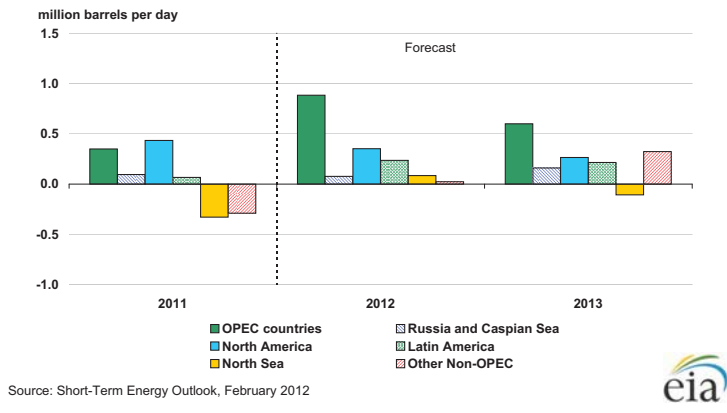 million barrels per day
1.5
Forecast
1.0
0.5
0.0
-0.5
-1.0
2011 2012 2013
OPEC countries Russia and Caspian Sea
North America Latin America
North Sea Other Non-OPEC
Source: Short-Term Energy Outlook, February 2012
eia